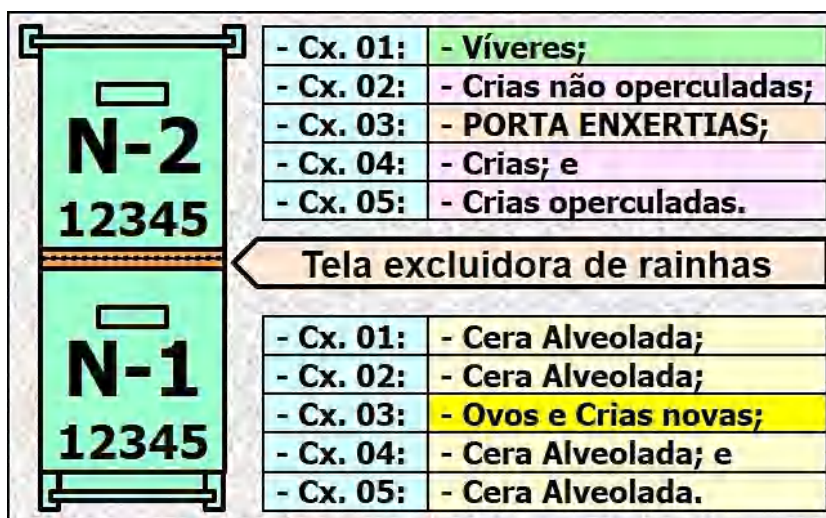 N-2
12345
- Cx. 01: - Víveres;
- Cx. 02: - Crias não operculadas;
- Cx. 03: - PORTA ENXERTIAS;
- Cx. 04: - Crias; e
- Cx. 05: - Crias operculadas.
Tela excluidora de rainhas
N-1
12345
- Cx. 01: - Cera Alveolada;
- Cx. 02: - Cera Alveolada;
- Cx. 03: - Ovos e Crias novas;
- Cx. 04: - Cera Alveolada; e
- Cx. 05: - Cera Alveolada.